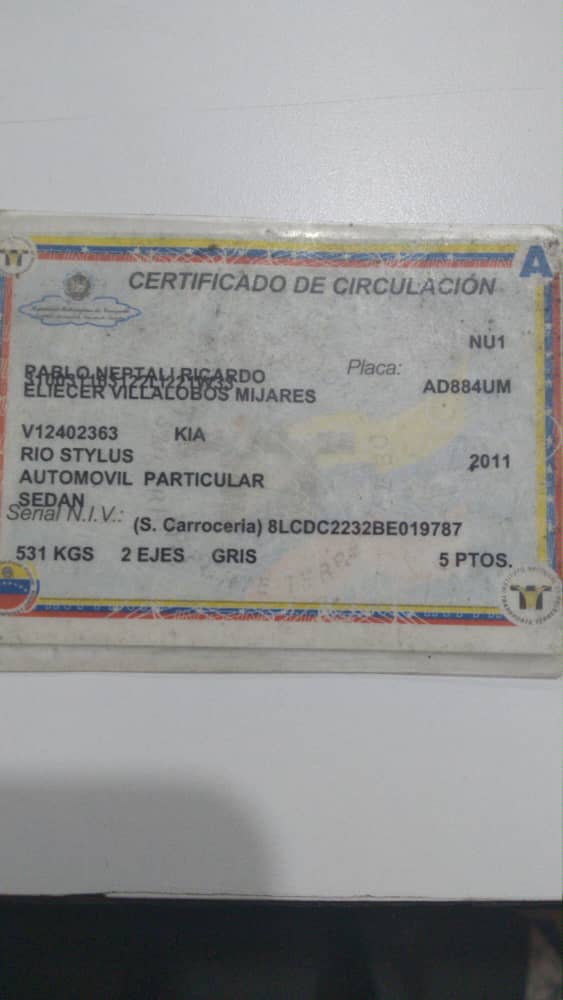 A
CERTIFICADO DE CIRCULACIÓN
NU1
PABLO NEPTALI RICARDO
Placa:
ELIECER VILLALOBOS MIJARES
AD884UM
V12402363 KIA
RIO STYLUS
2011
AUTOMOVIL PARTICULAR
SEDAN
Serial N.I.V.:
(S. Carroceria) 8LCDC2232BE019787
531 KGS 2 EJES GRIS 5 PTOS.